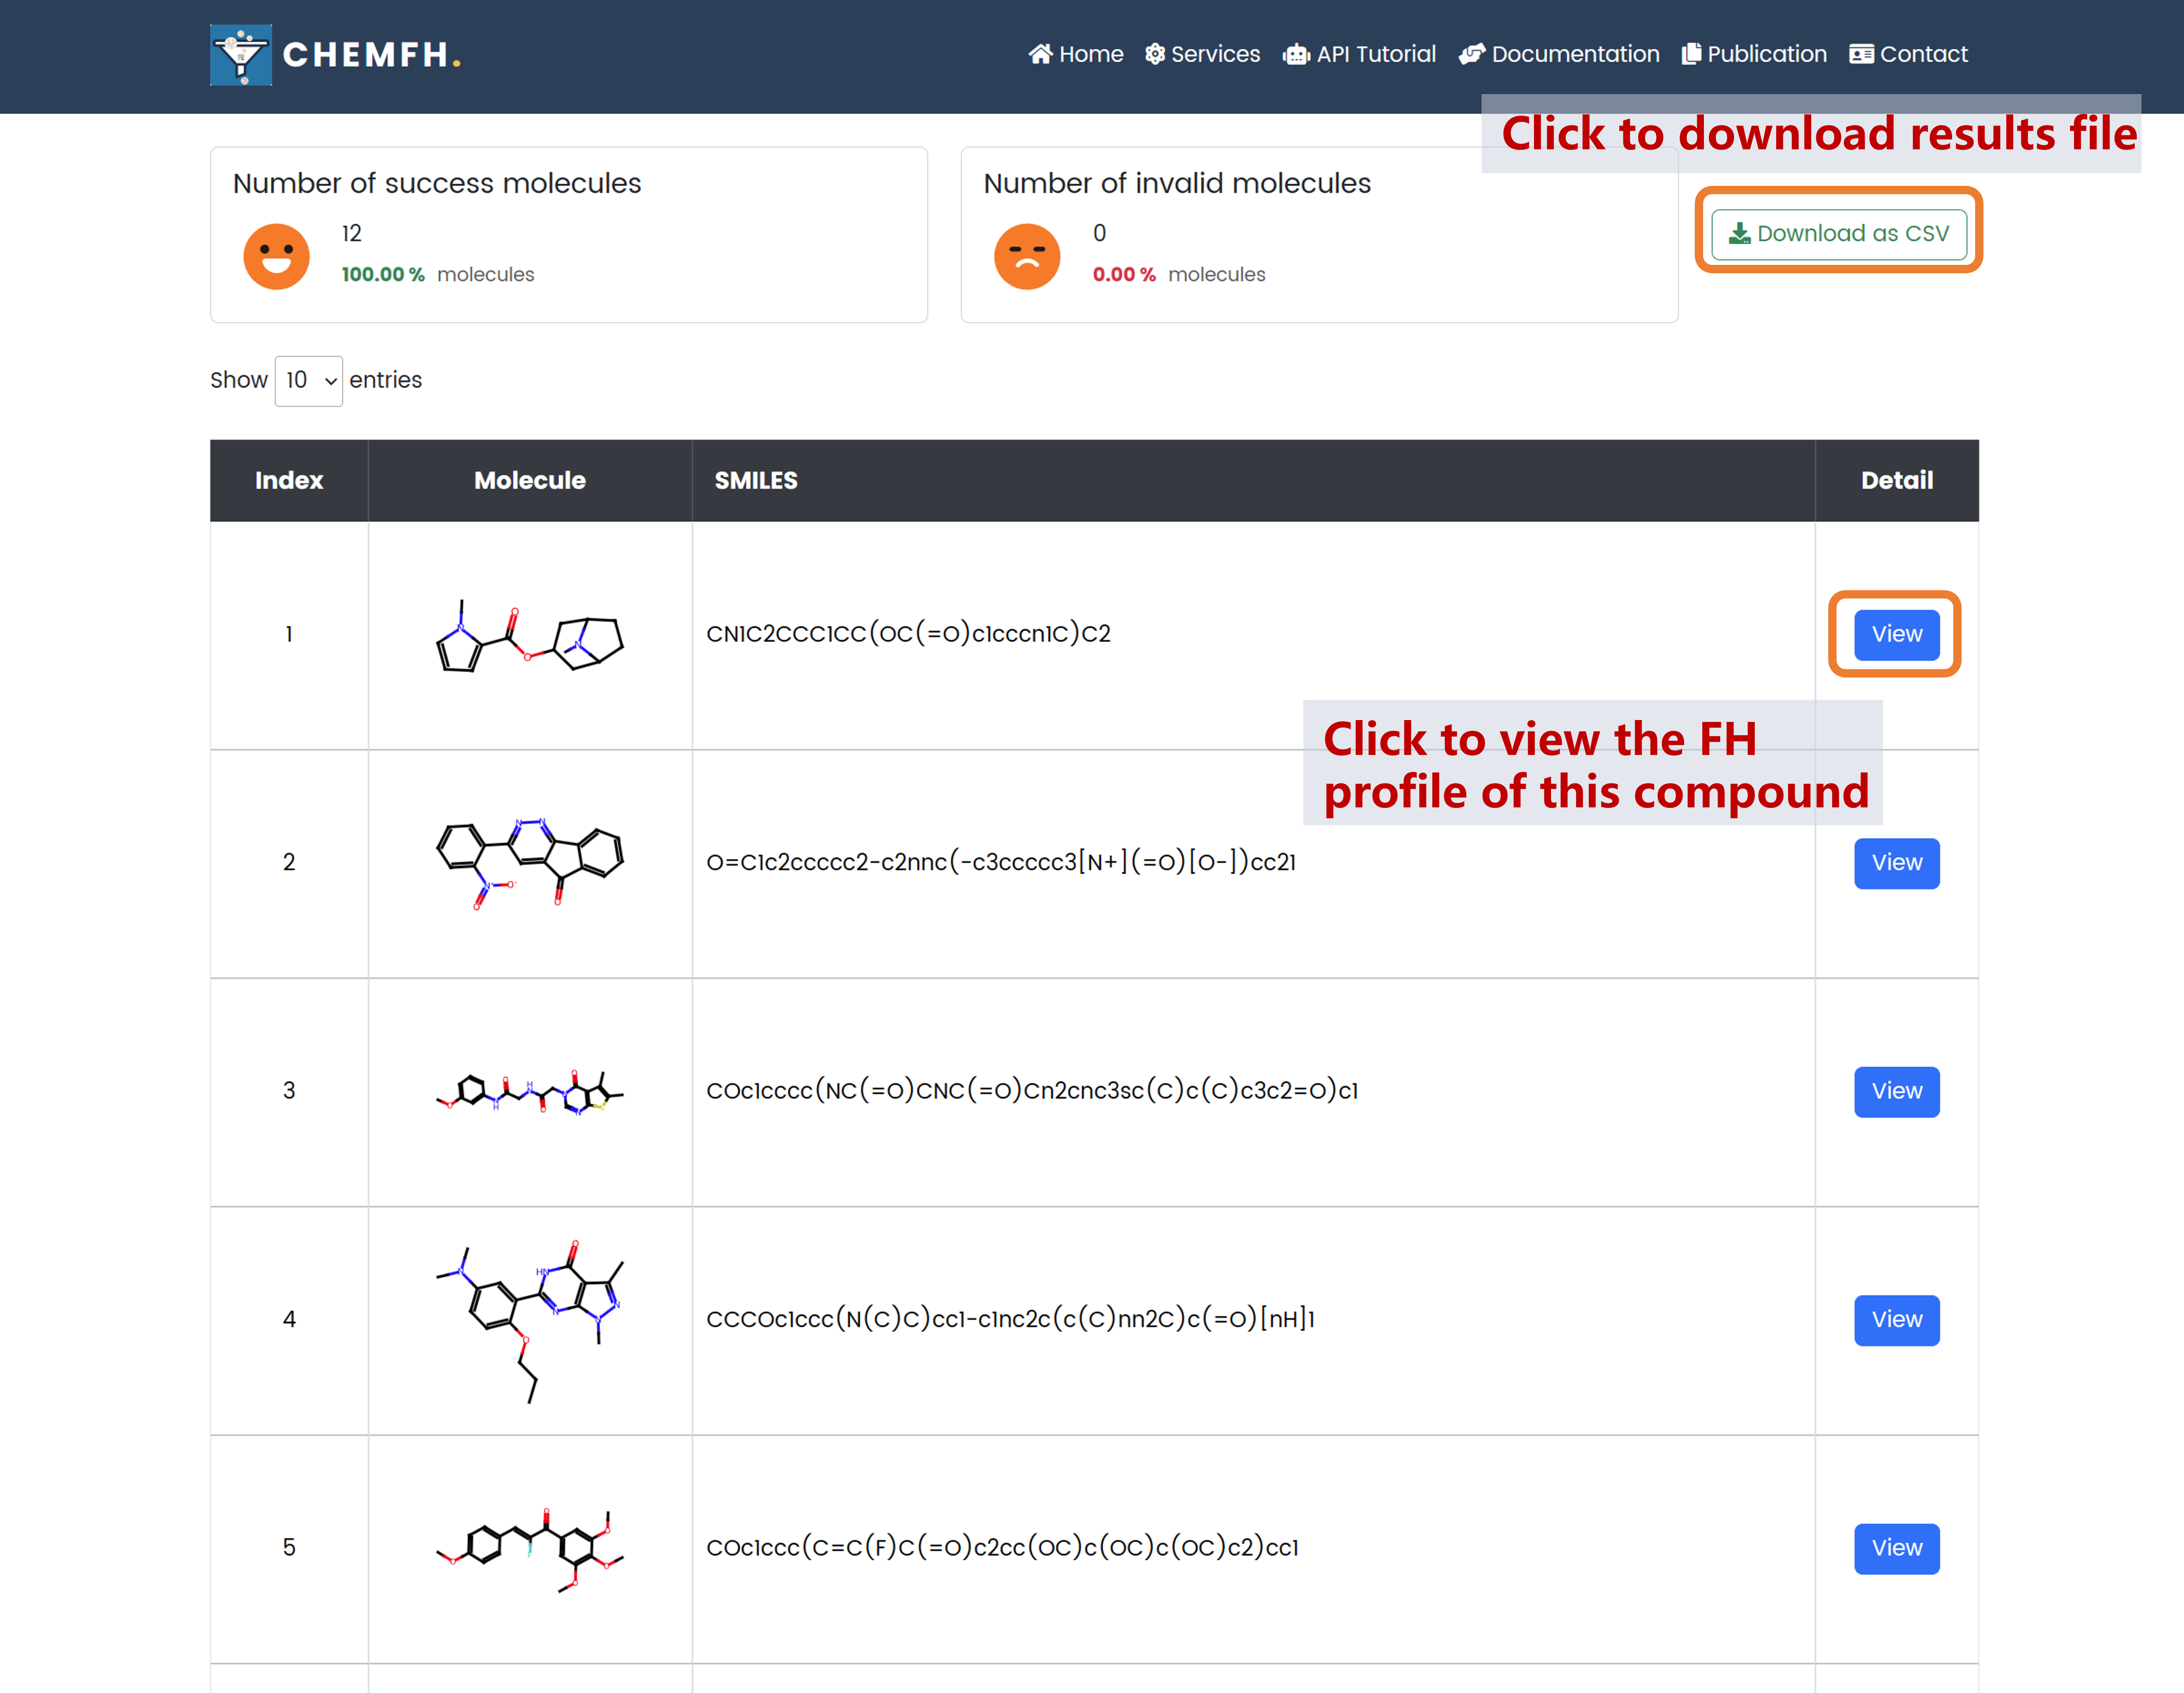 CHEMFH.
Home Services API Tutorial Documentation Publication Contact
Click to download results file
Number of success molecules
12
100.00 % molecules
Number of invalid molecules
0
0.00 % molecules
Download as CSV
Show 10 entries
Index Molecule SMILES Detail
1 CN1C2CCC1CC(OC(=O)c1cccn1C)C2 View
Click to view the FH
profile of this compound
2 O=C1c2ccccc2-c2nnc(-c3ccccc3[N+](=O)[O-])cc21 View
3 COc1cccc(NC(=O)CNC(=O)Cn2cnc3sc(C)c(C)c3c2=O)c1 View
4 CCCOc1ccc(N(C)C)cc1-c1nc2c(c(C)nn2C)c(=O)[nH]1 View
5 COc1ccc(C=C(F)C(=O)c2cc(OC)c(OC)c(OC)c2)cc1 View